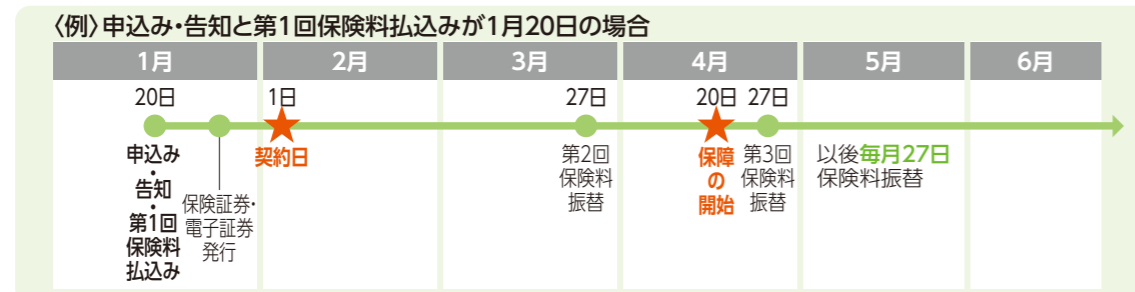 〈例〉申込み・告知と第1回保険料払込みが1月20日の場合
1月
2月
3月
4月
5月
6月
20日
1日
27日
20日
27日
申込み
・
告知
・
第1回
保険料
払込み
保険証券・
電子証券
発行
契約日
第2回
保険料
振替
保障
の
開始
第3回
保険料
振替
以後毎月27日
保険料振替